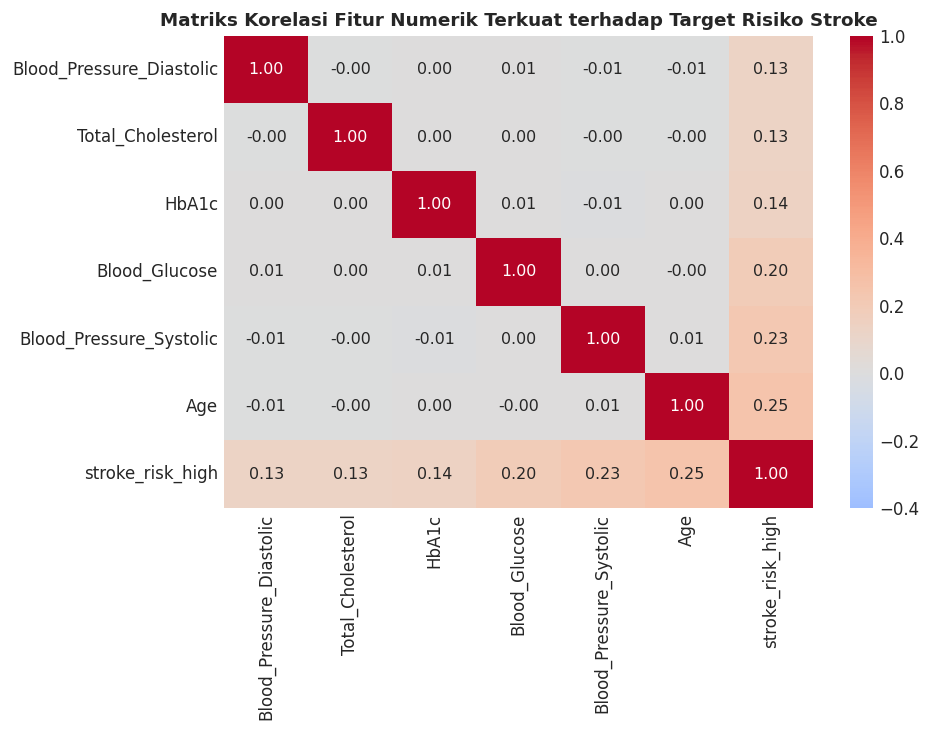 Matriks Korelasi Fitur Numerik Terkuat terhadap Target Risiko Stroke
Blood_Pressure_Diastolic 1.00 -0.00 0.00 0.01 -0.01 -0.01 0.13
Total_Cholesterol -0.00 1.00 0.00 0.00 -0.00 -0.00 0.13
HbA1c 0.00 0.00 1.00 0.01 -0.01 0.00 0.14
Blood_Glucose 0.01 0.00 0.01 1.00 0.00 -0.00 0.20
Blood_Pressure_Systolic -0.01 -0.00 -0.01 0.00 1.00 0.01 0.23
Age -0.01 -0.00 0.00 -0.00 0.01 1.00 0.25
stroke_risk_high 0.13 0.13 0.14 0.20 0.23 0.25 1.00
Blood_Pressure_Diastolic
Total_Cholesterol
HbA1c
Blood_Glucose
Blood_Pressure_Systolic
Age
stroke_risk_high
1.0
0.8
0.6
0.4
0.2
0.0
−0.2
−0.4